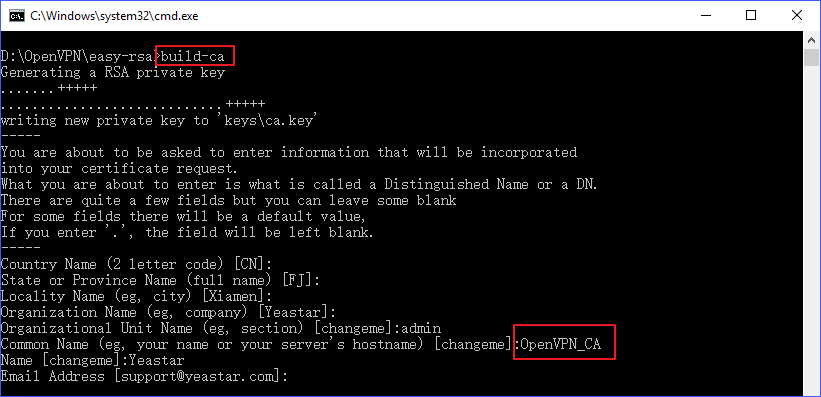 C:\Windows\system32\cmd.exe
D:\OpenVPN\easy-rsa>build-ca
Generating a RSA private key
.......+++++
............................+++++
writing new private key to 'keys\ca.key'
-----
You are about to be asked to enter information that will be incorporated
into your certificate request.
What you are about to enter is what is called a Distinguished Name or a DN.
There are quite a few fields but you can leave some blank
For some fields there will be a default value,
If you enter '.', the field will be left blank.
-----
Country Name (2 letter code) [CN]:
State or Province Name (full name) [FJ]:
Locality Name (eg, city) [Xiamen]:
Organization Name (eg, company) [Yeastar]:
Organizational Unit Name (eg, section) [changeme]:admin
Common Name (eg, your name or your server's hostname) [changeme]:OpenVPN_CA
Name [changeme]:Yeastar
Email Address [support@yeastar.com]: